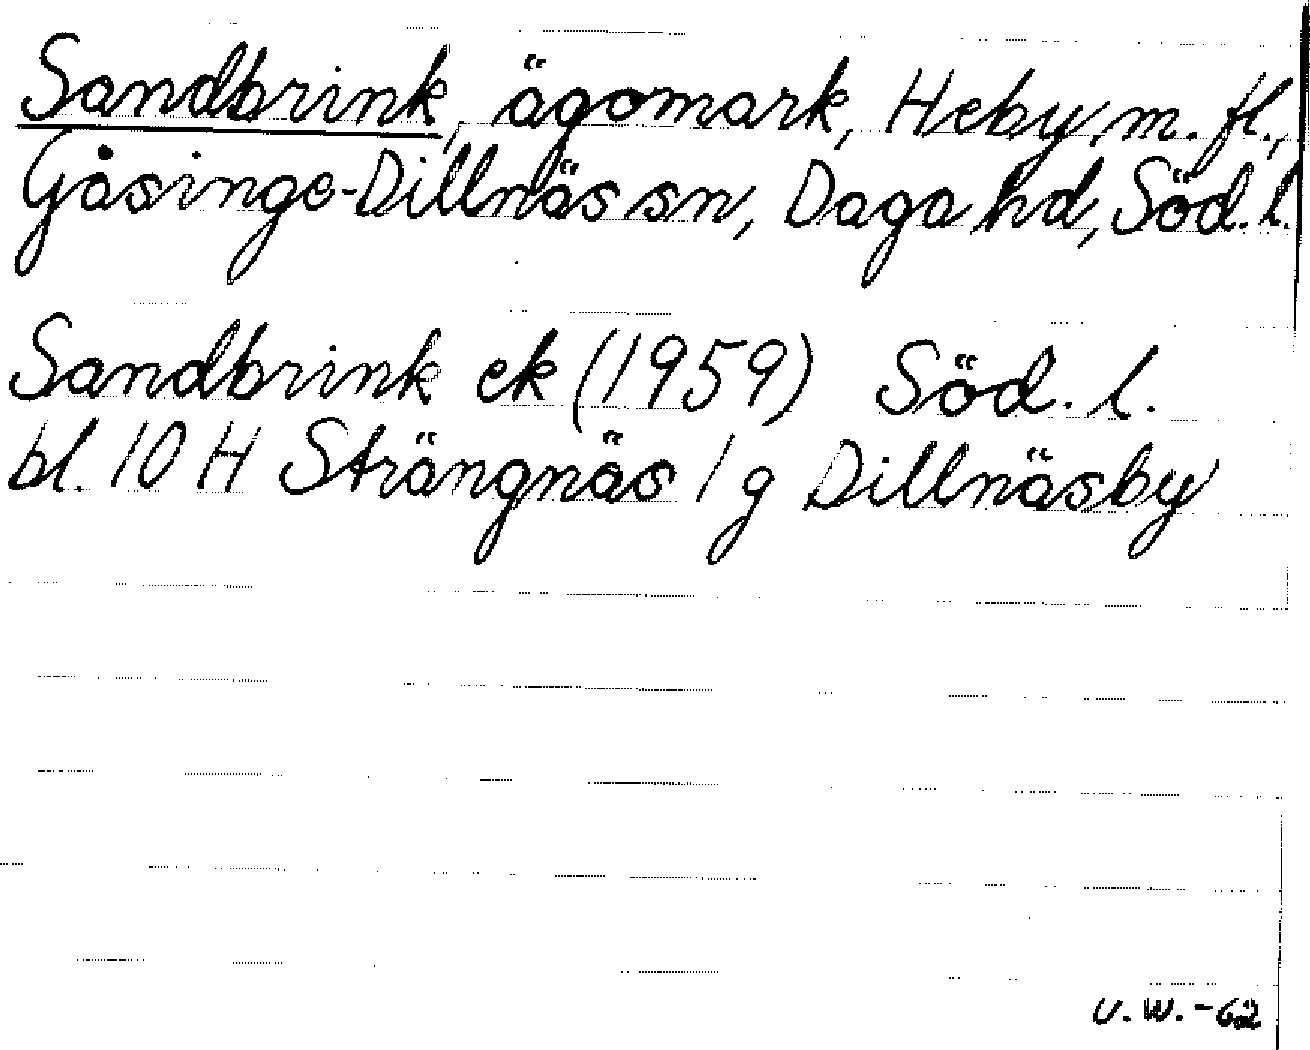 Sandbrink, ägomark, Heby m. fl.,
Gåsinge-Dillnäs sn, Daga hd, Söd. l.
Sandbrink ek (1959) Söd. l.
bl. 10 H Strängnäs 1 g Dillnäsby
U. W. - 62